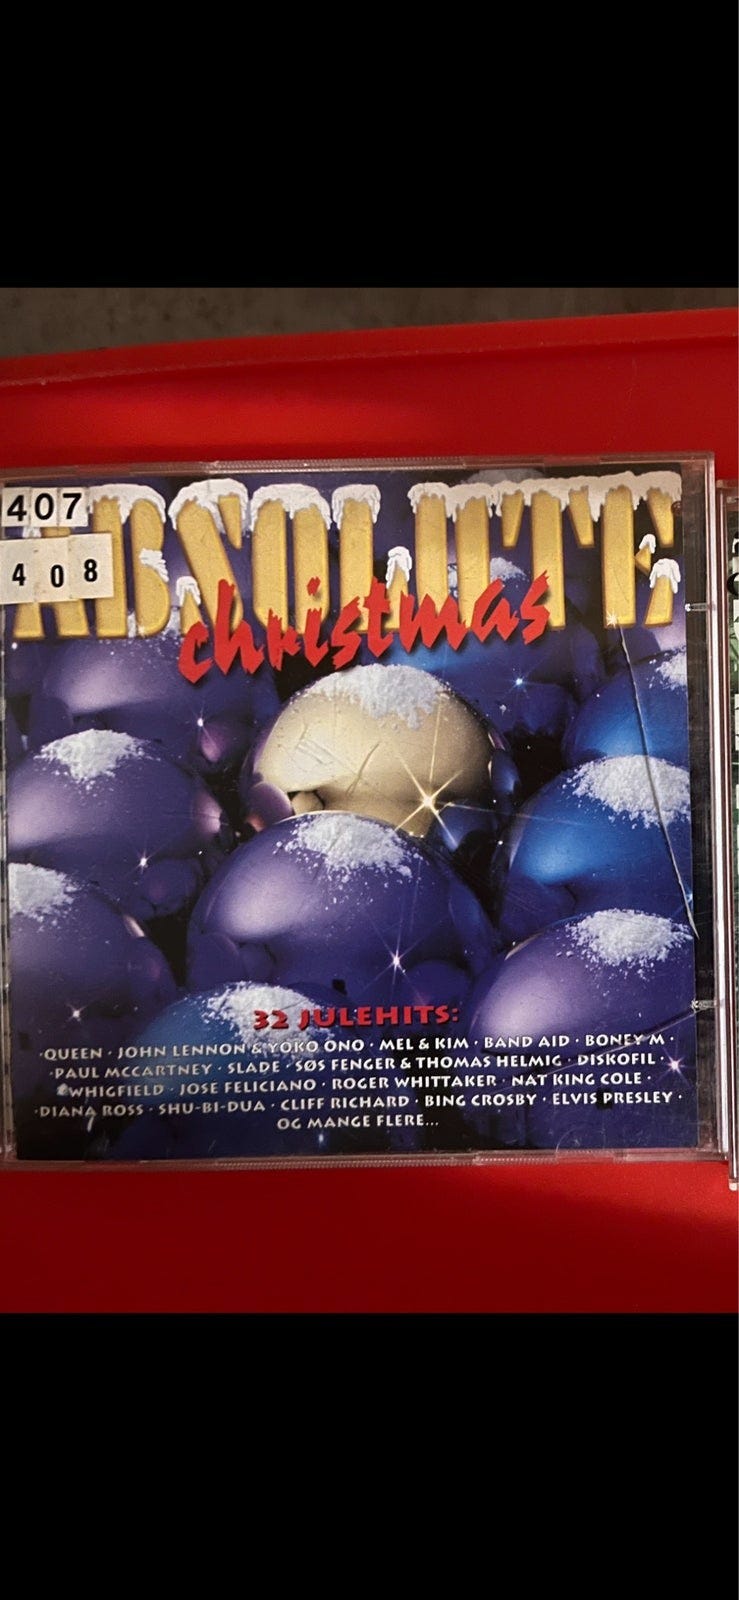 407
408
ABSOLUTE
christmas
32 JULEHITS:
·QUEEN · JOHN LENNON & YOKO ONO · MEL & KIM · BAND AID · BONEY M ·
·PAUL MCCARTNEY · SLADE · SØS FENGER & THOMAS HELMIG · DISKOFIL ·
·WHIGFIELD · JOSE FELICIANO · ROGER WHITTAKER · NAT KING COLE ·
·DIANA ROSS · SHU-BI-DUA · CLIFF RICHARD · BING CROSBY · ELVIS PRESLEY ·
OG MANGE FLERE...